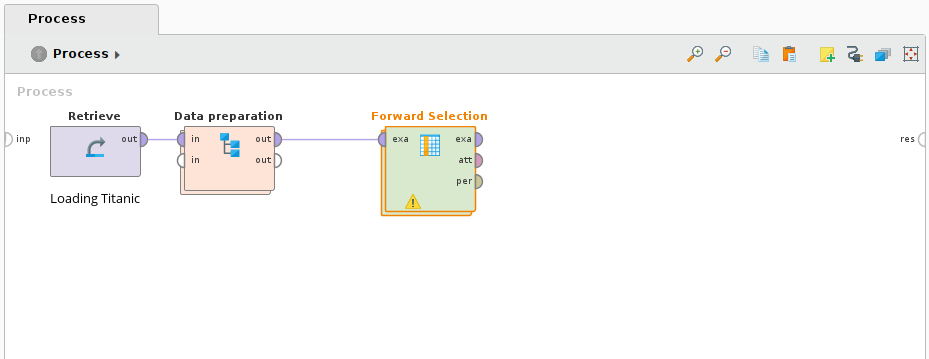 Process
Process
Process
Retrieve
Data preparation
Forward Selection
inp
out
in
out
exa
exa
res
in
out
att
per
Loading Titanic